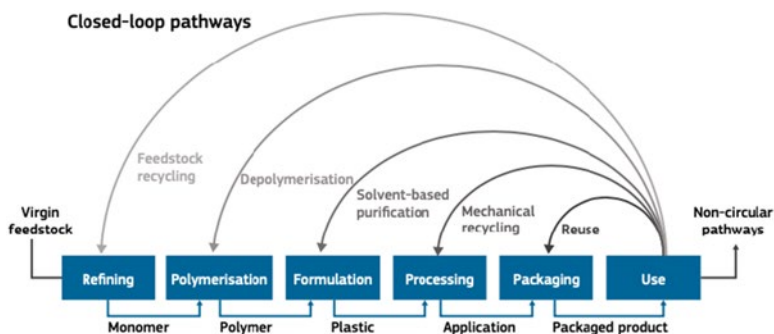 Closed-loop pathways
Feedstock
recycling
Depolymerisation
Solvent-based
purification
Mechanical
recycling
Reuse
Virgin
feedstock
Non-circular
pathways
Refining
Polymerisation
Formulation
Processing
Packaging
Use
Monomer
Polymer
Plastic
Application
Packaged product